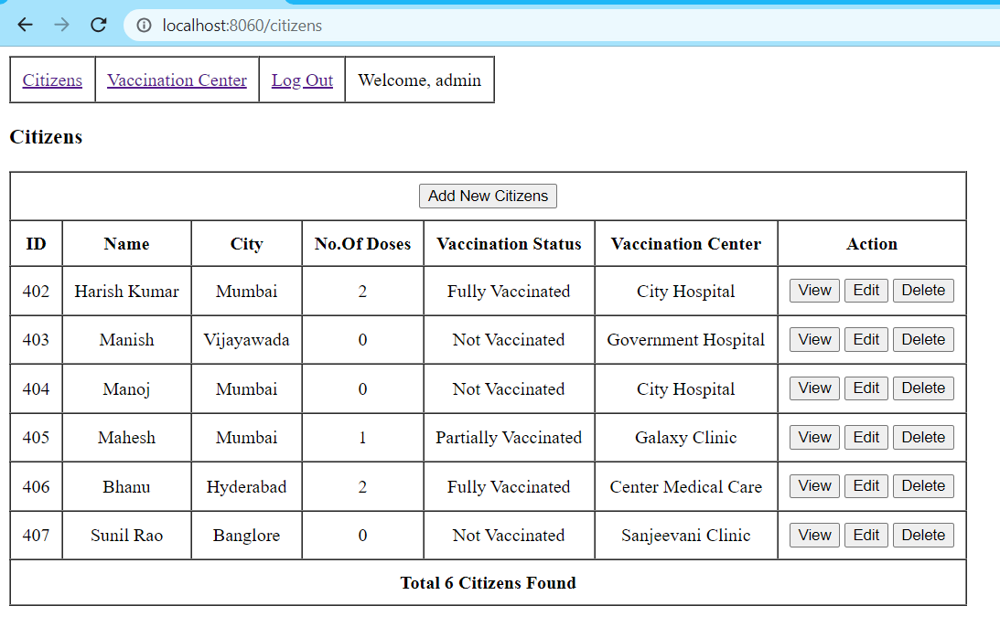 localhost:8060/citizens
Citizens Vaccination Center Log Out Welcome, admin
Citizens
Add New Citizens
ID Name City No.Of Doses Vaccination Status Vaccination Center Action
402 Harish Kumar Mumbai 2 Fully Vaccinated City Hospital View Edit Delete
403 Manish Vijayawada 0 Not Vaccinated Government Hospital View Edit Delete
404 Manoj Mumbai 0 Not Vaccinated City Hospital View Edit Delete
405 Mahesh Mumbai 1 Partially Vaccinated Galaxy Clinic View Edit Delete
406 Bhanu Hyderabad 2 Fully Vaccinated Center Medical Care View Edit Delete
407 Sunil Rao Banglore 0 Not Vaccinated Sanjeevani Clinic View Edit Delete
Total 6 Citizens Found